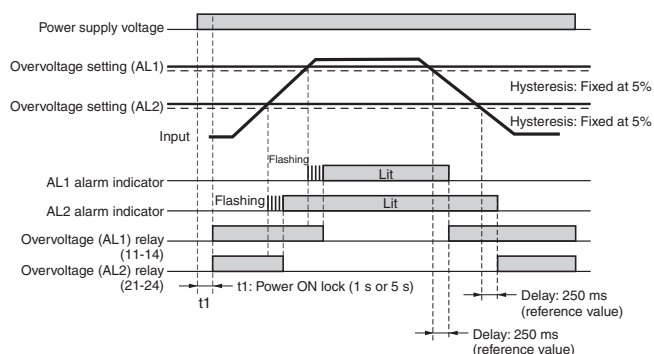 Power supply voltage
Overvoltage setting (AL1)
Hysteresis: Fixed at 5%
Overvoltage setting (AL2)
Hysteresis: Fixed at 5%
Input
Flashing
Lit
AL1 alarm indicator
Flashing
Lit
AL2 alarm indicator
Overvoltage (AL1) relay
(11-14)
Overvoltage (AL2) relay
(21-24)
t1: Power ON lock (1 s or 5 s)
t1
Delay: 250 ms
(reference value)
Delay: 250 ms
(reference value)